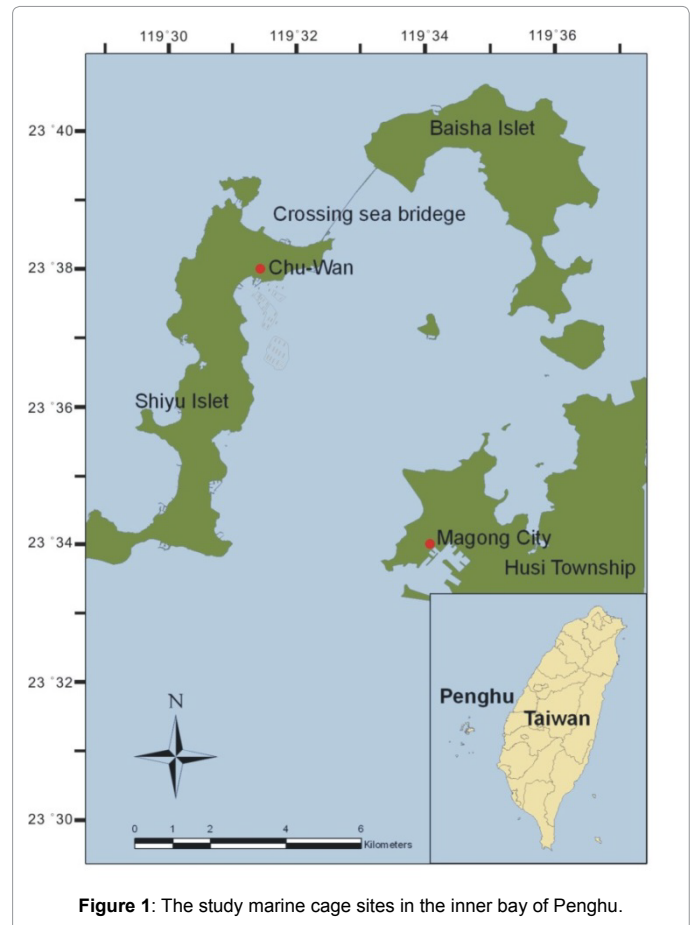 119˚30 119˚32 119˚34 119˚36
23 ˚40
Baisha Islet
Crossing sea bridege
23 ˚38
Chu-Wan
23 ˚36
Shiyu Islet
23 ˚34
Magong City
Husi Township
23 ˚32
Penghu
Taiwan
N
23 ˚30
0 1 2 4 6
Kilometers
Figure 1: The study marine cage sites in the inner bay of Penghu.